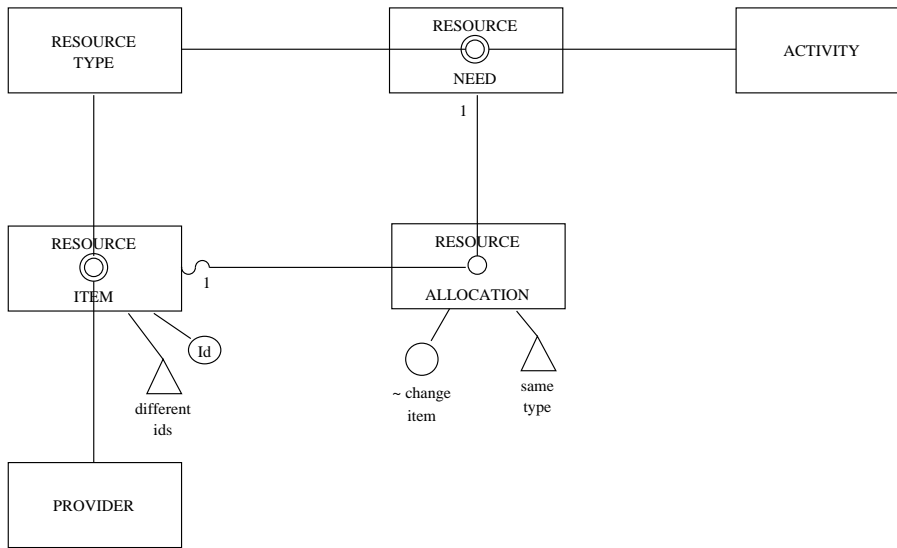 RESOURCE
TYPE
RESOURCE
NEED
ACTIVITY
1
RESOURCE
ITEM
1
RESOURCE
ALLOCATION
Id
different
ids
~ change
item
same
type
PROVIDER